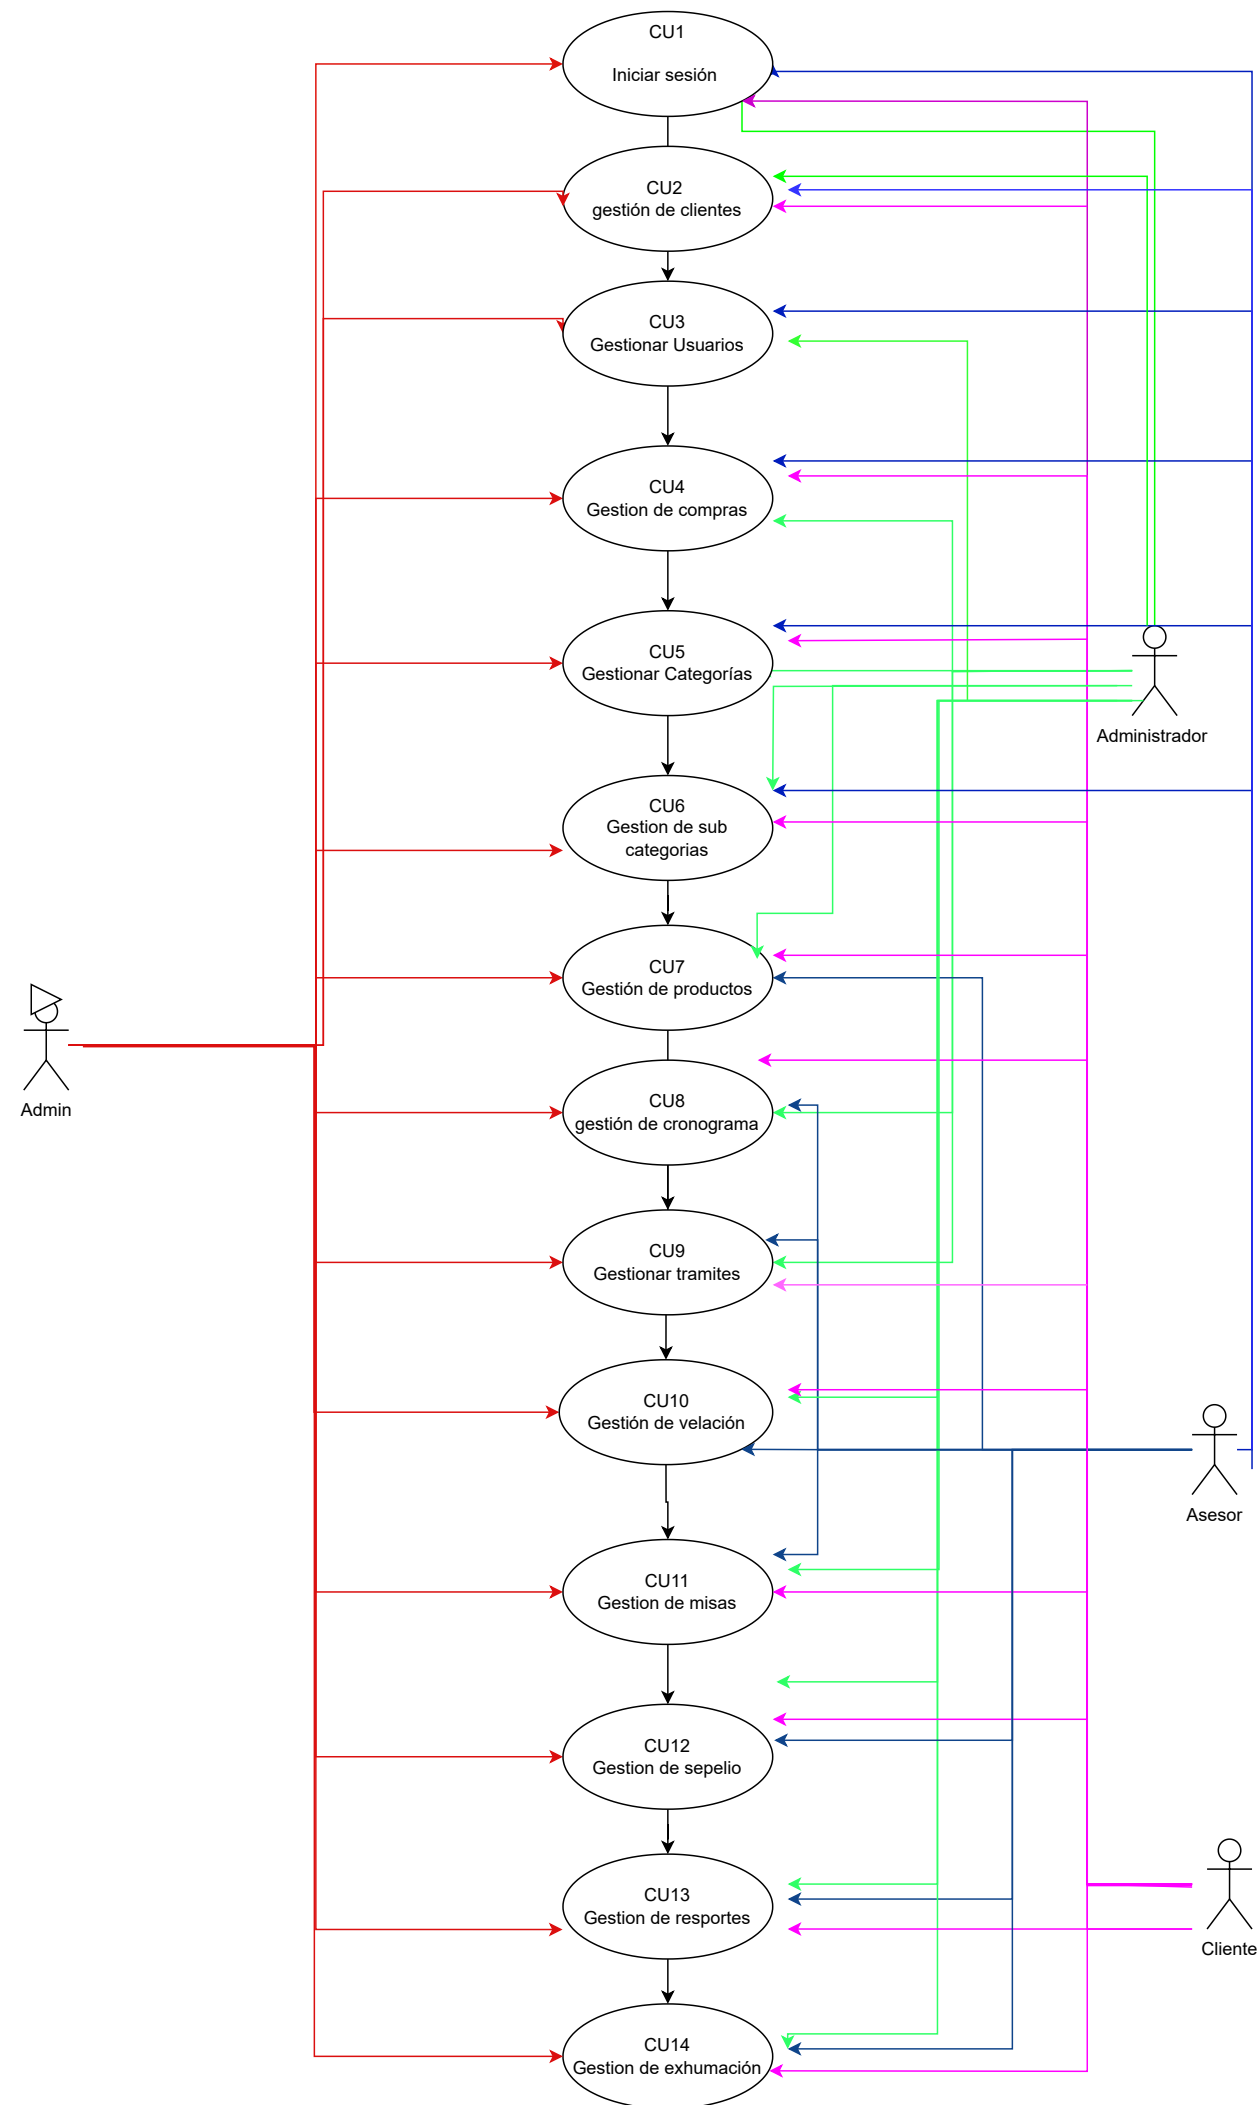 CU1
Iniciar sesión
CU2
gestión de clientes
CU3
Gestionar Usuarios
CU4
Gestion de compras
CU5
Gestionar Categorías
Administrador
CU6
Gestion de sub
categorias
CU7
Gestión de productos
Admin
CU8
gestión de cronograma
CU9
Gestionar tramites
CU10
Gestión de velación
Asesor
CU11
Gestion de misas
CU12
Gestion de sepelio
CU13
Gestion de resportes
Cliente
CU14
Gestion de exhumación